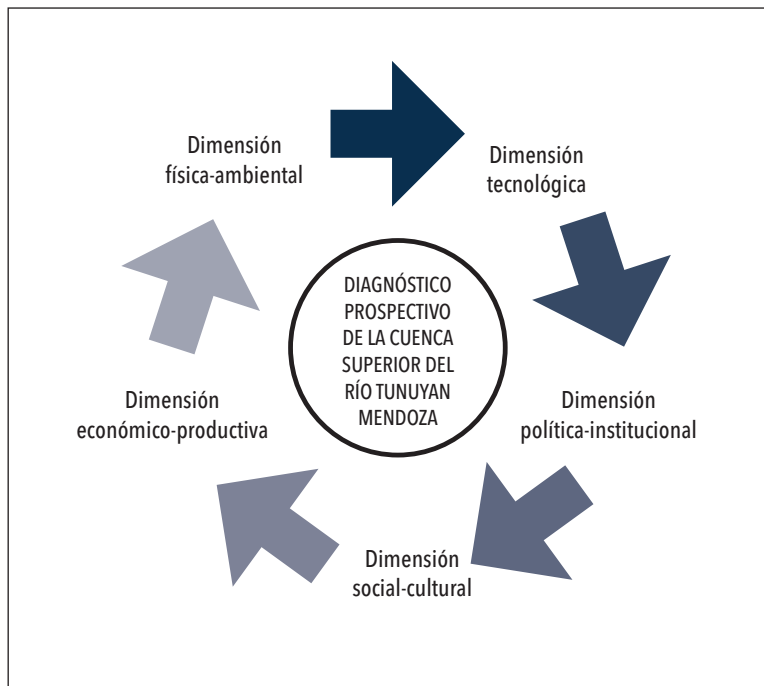 Dimensión
física-ambiental
Dimensión
tecnológica
DIAGNÓSTICO
PROSPECTIVO
DE LA CUENCA
SUPERIOR DEL
RÍO TUNUYAN
MENDOZA
Dimensión
económico-productiva
Dimensión
política-institucional
Dimensión
social-cultural